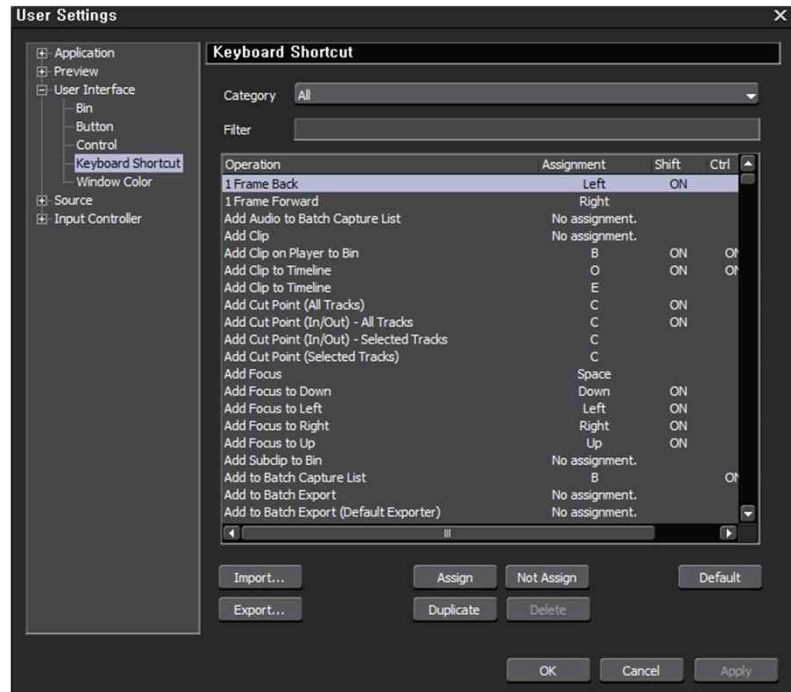 User Settings
Application
Preview
User Interface
Bin
Button
Control
Keyboard Shortcut
Window Color
Source
Input Controller
Keyboard Shortcut
Category All
Filter
Operation Assignment Shift Ctrl
1 Frame Back Left ON
1 Frame Forward Right
Add Audio to Batch Capture List No assignment.
Add Clip No assignment.
Add Clip on Player to Bin B ON ON
Add Clip to Timeline O ON ON
Add Clip to Timeline E
Add Cut Point (All Tracks) C ON
Add Cut Point (In/Out) - All Tracks C ON
Add Cut Point (In/Out) - Selected Tracks C
Add Cut Point (Selected Tracks) C
Add Focus Space
Add Focus to Down Down ON
Add Focus to Left Left ON
Add Focus to Right Right ON
Add Focus to Up Up ON
Add Subclip to Bin No assignment.
Add to Batch Capture List B ON
Add to Batch Export No assignment.
Add to Batch Export (Default Exporter) No assignment.
Import... Assign Not Assign Default
Export... Duplicate Delete
OK Cancel Apply